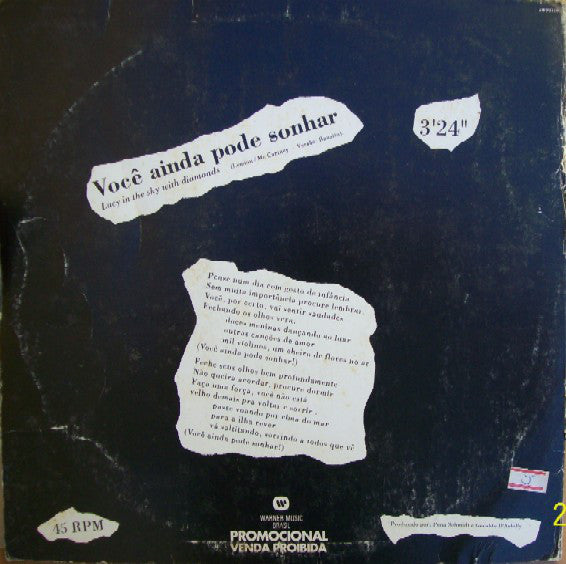 Você ainda pode sonhar
Lucy in the sky with diamonds (Lennon / Mc Cartney Versão:
3'24"
Pense num dia com gosto de infância
Sem muita importância procure lembrar
Você, por certo, vai sentir saudades
Fechando os olhos verá,
doces meninas dançando ao luar
outras canções de amor
mil violinos, um cheiro de flores no ar
(Você ainda pode sonhar!)
Feche seus olhos bem profundamente
Não queira acordar, procure dormir
Faça uma força, você não está
velho demais pra voltar e sorrir.
passe voando por cima do mar
para a ilha rever
vá saltitando, sorrindo a todos que vê
(Você ainda pode sonhar!)
45 RPM
WARNER MUSIC
BRASIL
PROMOCIONAL
VENDA PROIBIDA
Produzido por: Pena Schmidt e
2